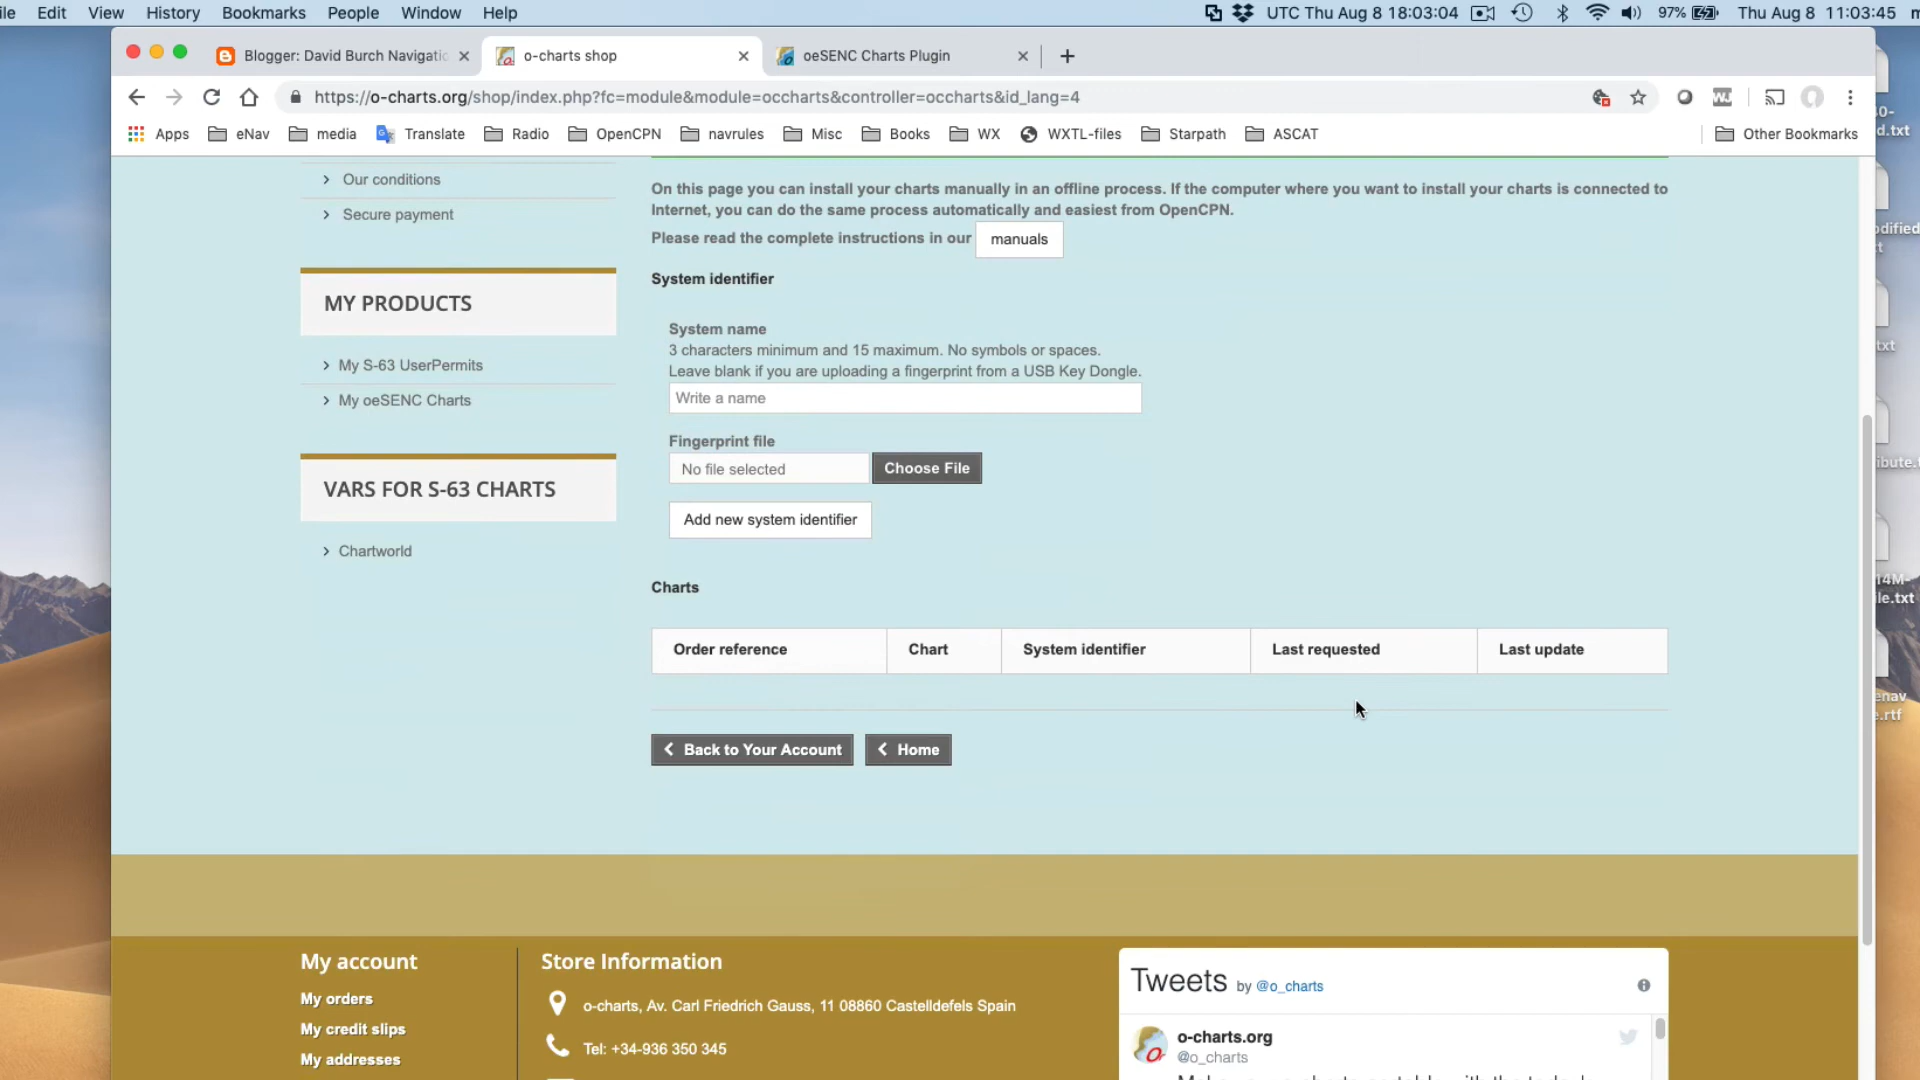 ile Edit View History Bookmarks People Window Help UTC Thu Aug 8 18:03:04 97% Thu Aug 8 11:03:45
Blogger: David Burch Navigatio o-charts shop oeSENC Charts Plugin
https://o-charts.org/shop/index.php?fc=module&module=occharts&controller=occharts&id_lang=4
Apps eNav media Translate Radio OpenCPN navrules Misc Books WX WXTL-files Starpath ASCAT Other Bookmarks
Our conditions
Secure payment
MY PRODUCTS
My S-63 UserPermits
My oeSENC Charts
VARS FOR S-63 CHARTS
Chartworld
On this page you can install your charts manually in an offline process. If the computer where you want to install your charts is connected to
Internet, you can do the same process automatically and easiest from OpenCPN.
Please read the complete instructions in our manuals
System identifier
System name
3 characters minimum and 15 maximum. No symbols or spaces.
Leave blank if you are uploading a fingerprint from a USB Key Dongle.
Write a name
Fingerprint file
No file selected Choose File
Add new system identifier
Charts
Order reference Chart System identifier Last requested Last update
Back to Your Account Home
My account
My orders
My credit slips
My addresses
Store Information
o-charts, Av. Carl Friedrich Gauss, 11 08860 Castelldefels Spain
Tel: +34-936 350 345
Tweets by @o_charts
o-charts.org
@o_charts
d.txt
odified
txt
ibute.t
14M-
ile.txt
enav
e.rtf